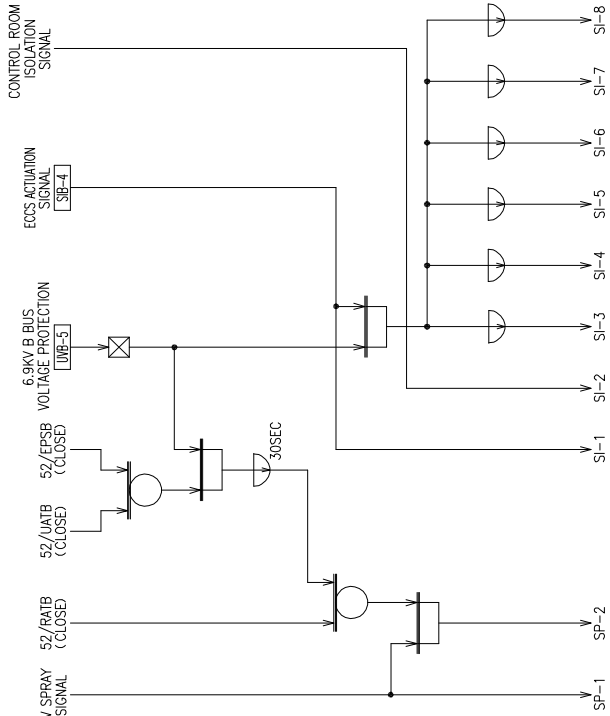 CONTROL ROOM
ISOLATION
SIGNAL
ECCS ACTUATION
SIGNAL
SIB-4
6.9KV B BUS
VOLTAGE PROTECTION
UVB-5
52/EPSB
(CLOSE)
52/UATB
(CLOSE)
30SEC
52/RATB
(CLOSE)
V SPRAY
SIGNAL
SI-8
SI-7
SI-6
SI-5
SI-4
SI-3
SI-2
SI-1
SP-2
SP-1